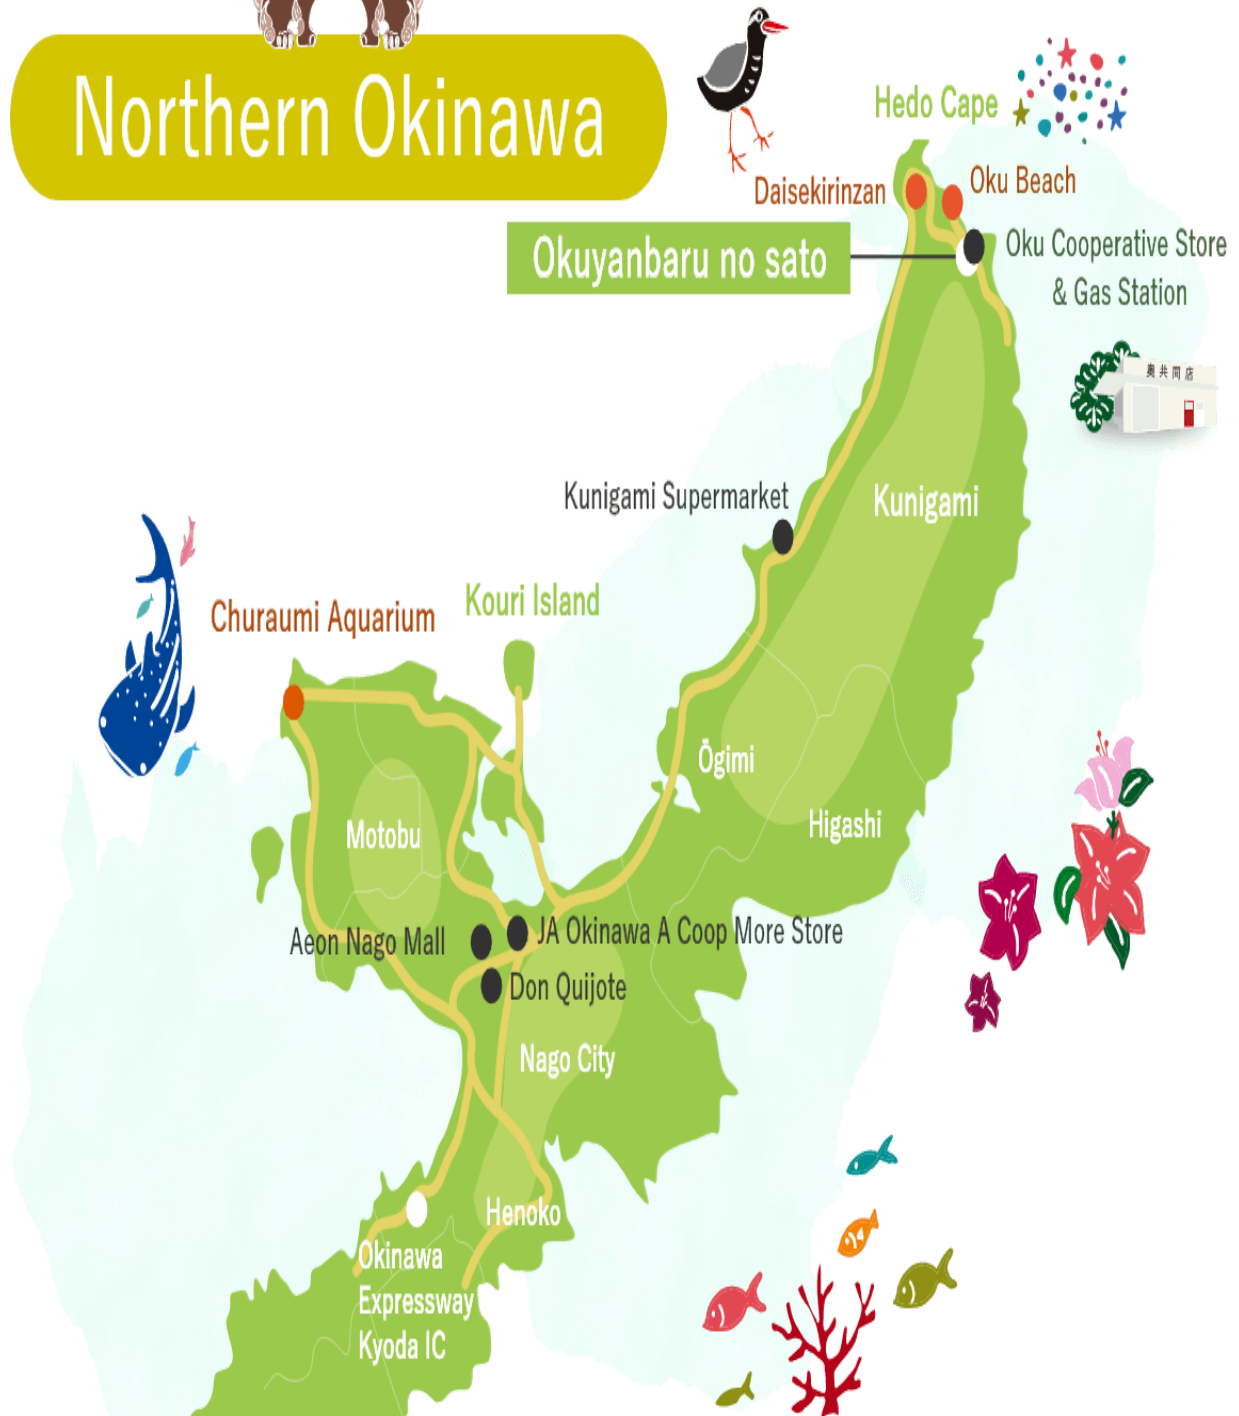 Northern Okinawa
Hedo Cape
Daisekirinzan
Oku Beach
Okuyanbaru no sato
Oku Cooperative Store
& Gas Station
奥共同店
Kunigami Supermarket
Kunigami
Churaumi Aquarium
Kouri Island
Ōgimi
Higashi
Motobu
Aeon Nago Mall
JA Okinawa A Coop More Store
Don Quijote
Nago City
Henoko
Okinawa
Expressway
Kyoda IC